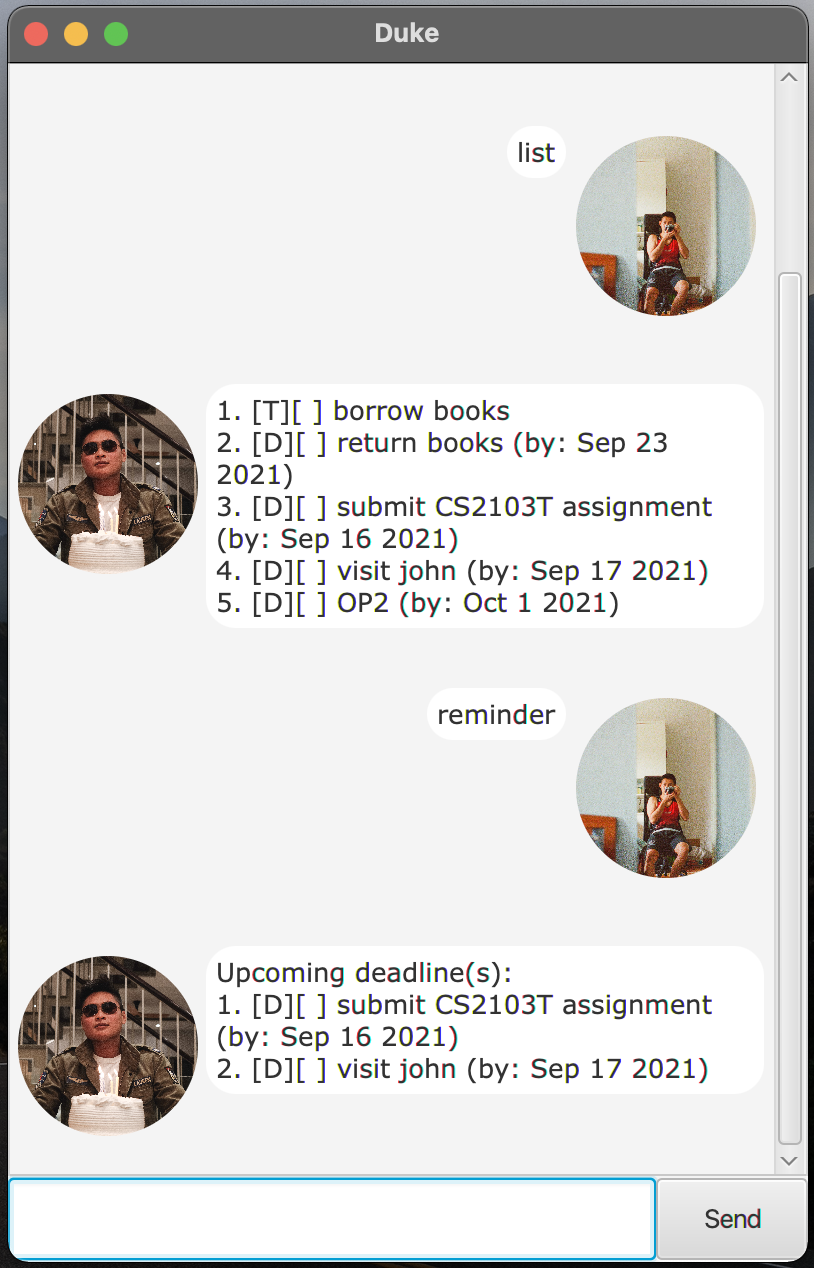 Duke
list
1. [T][ ] borrow books
2. [D][ ] return books (by: Sep 23
2021)
3. [D][ ] submit CS2103T assignment
(by: Sep 16 2021)
4. [D][ ] visit john (by: Sep 17 2021)
5. [D][ ] OP2 (by: Oct 1 2021)
reminder
Upcoming deadline(s):
1. [D][ ] submit CS2103T assignment
(by: Sep 16 2021)
2. [D][ ] visit john (by: Sep 17 2021)
Send